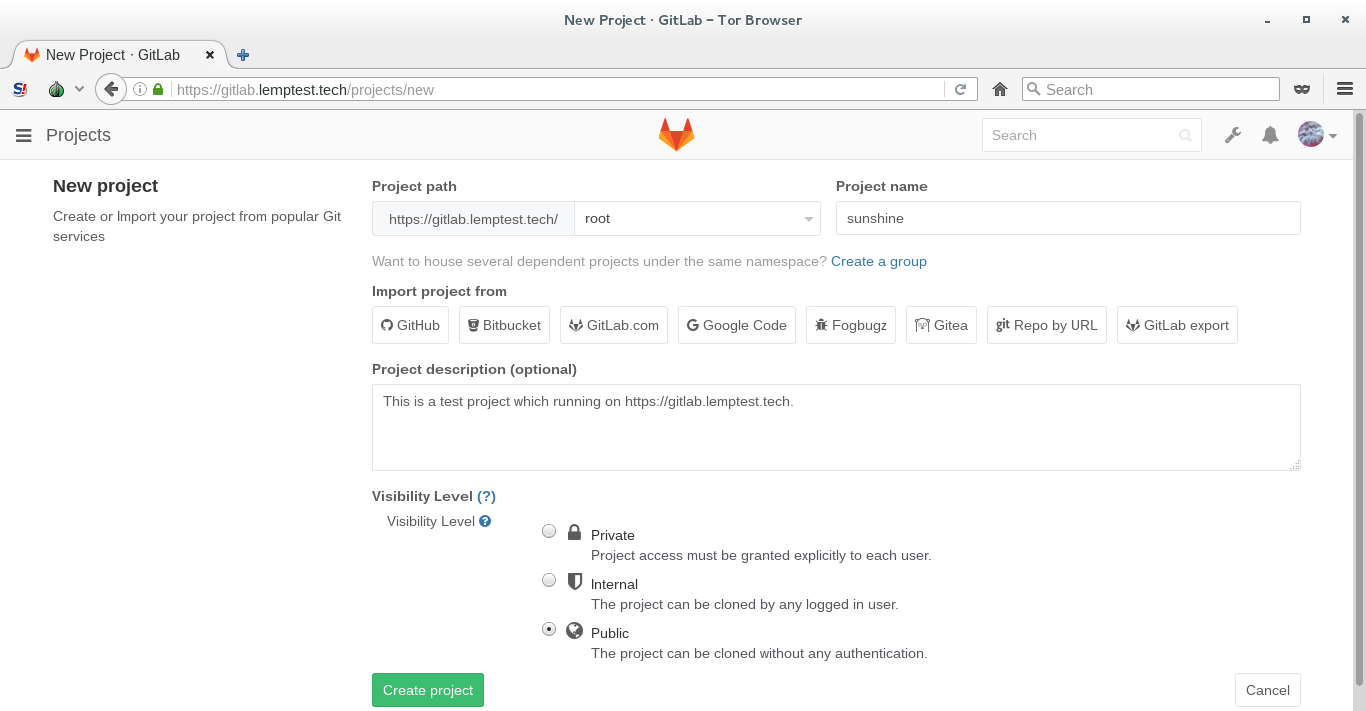 New Project · GitLab – Tor Browser
New Project · GitLab
https://gitlab.lemptest.tech/projects/new
Search
Projects
Search
New project
Create or Import your project from popular Git
services
Project path
Project name
https://gitlab.lemptest.tech/
root
sunshine
Want to house several dependent projects under the same namespace? Create a group
Import project from
GitHub
Bitbucket
GitLab.com
Google Code
Fogbugz
Gitea
git Repo by URL
GitLab export
Project description (optional)
This is a test project which running on https://gitlab.lemptest.tech.
Visibility Level (?)
Visibility Level ?
Private
Project access must be granted explicitly to each user.
Internal
The project can be cloned by any logged in user.
Public
The project can be cloned without any authentication.
Create project
Cancel